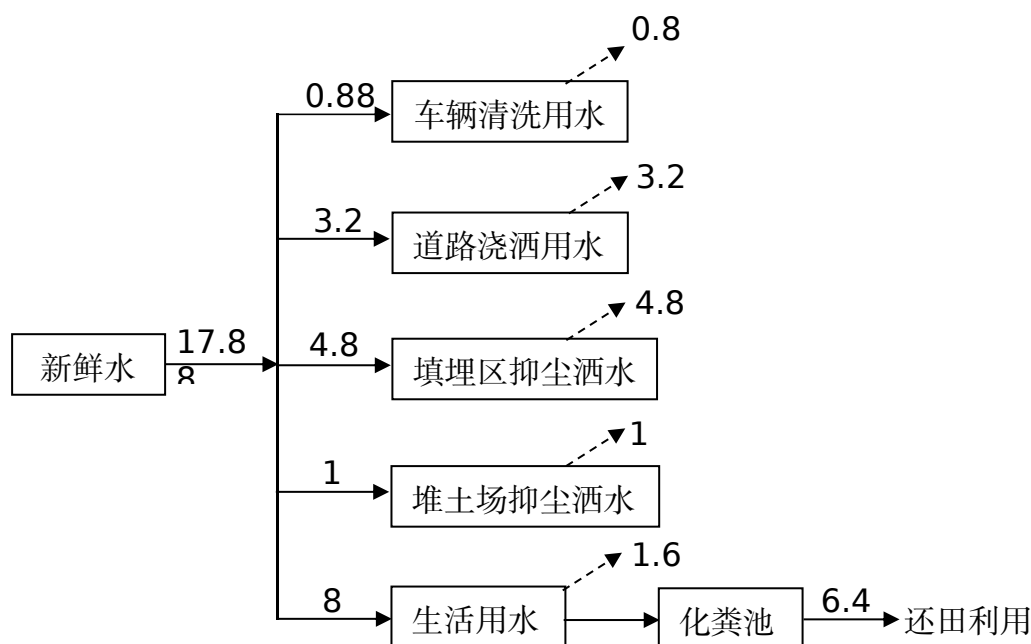 0.8
0.88
车辆清洗用水
3.2
3.2
道路浇洒用水
4.8
新鲜水
17.8
8
4.8
填埋区抑尘洒水
1
1
堆土场抑尘洒水
1.6
8
生活用水
化粪池
6.4
还田利用